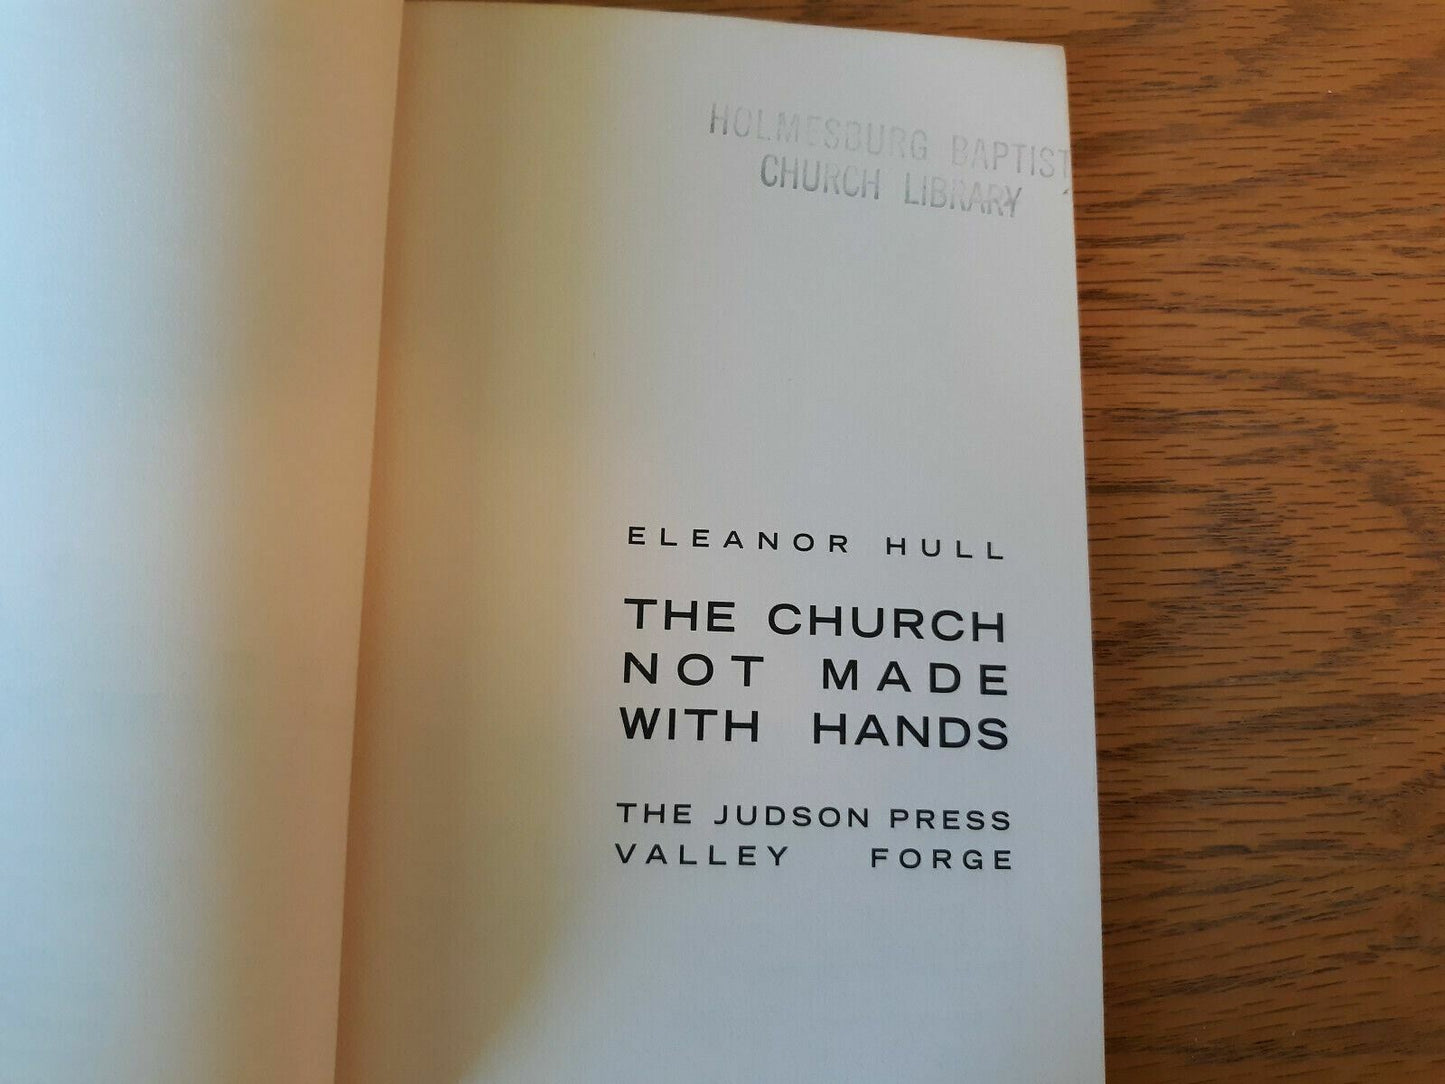 HOLMESBURG BAPTIST
CHURCH LIBRARY
ELEANOR HULL
THE CHURCH
NOT MADE
WITH HANDS
THE JUDSON PRESS
VALLEY FORGE